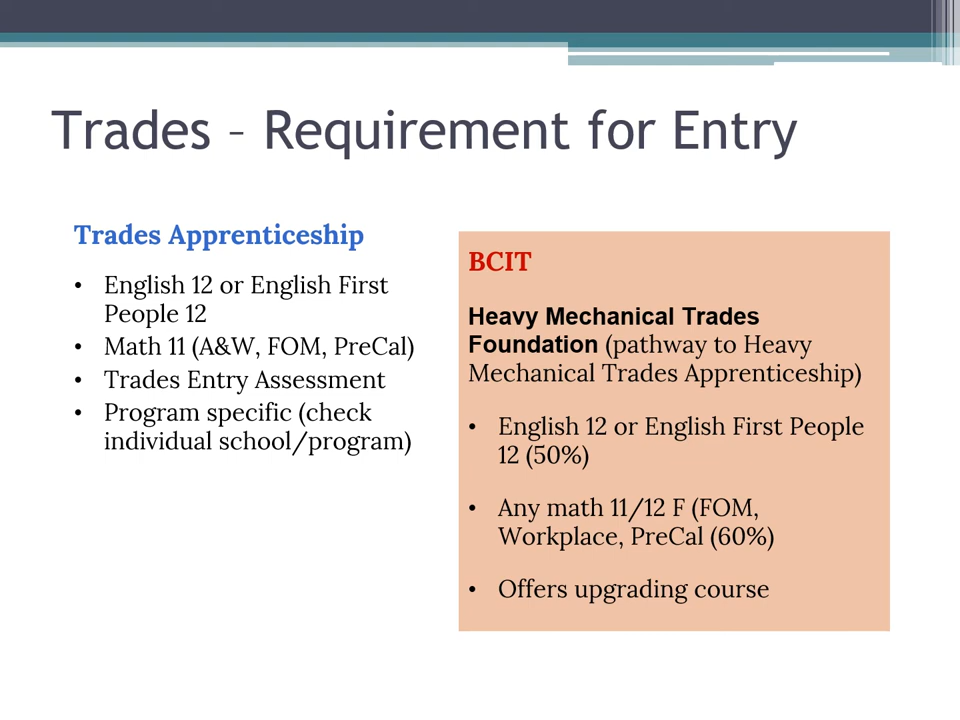 Trades – Requirement for Entry
Trades Apprenticeship
• English 12 or English First
People 12
• Math 11 (A&W, FOM, PreCal)
• Trades Entry Assessment
• Program specific (check
individual school/program)
BCIT
Heavy Mechanical Trades
Foundation (pathway to Heavy
Mechanical Trades Apprenticeship)
• English 12 or English First People
12 (50%)
• Any math 11/12 F (FOM,
Workplace, PreCal (60%)
• Offers upgrading course